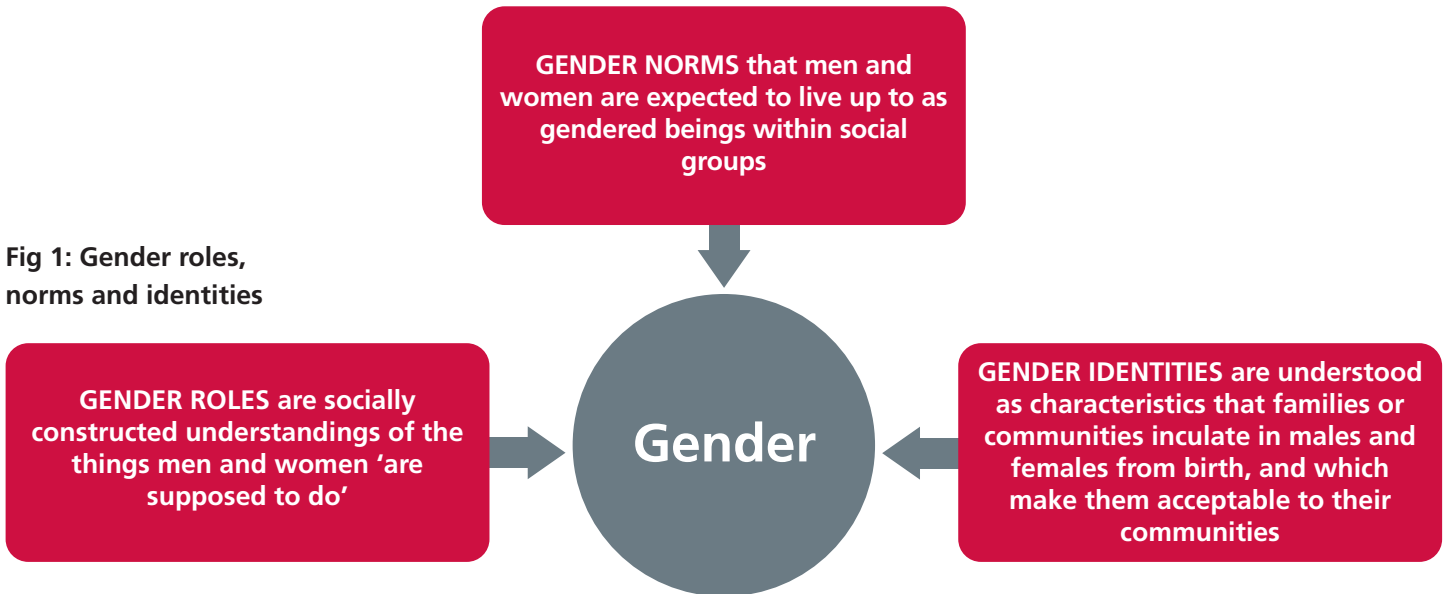 GENDER NORMS that men and
women are expected to live up to as
gendered beings within social
groups
Fig 1: Gender roles,
norms and identities
GENDER ROLES are socially
constructed understandings of the
things men and women ‘are
supposed to do’
Gender
GENDER IDENTITIES are understood
as characteristics that families or
communities inculate in males and
females from birth, and which
make them acceptable to their
communities